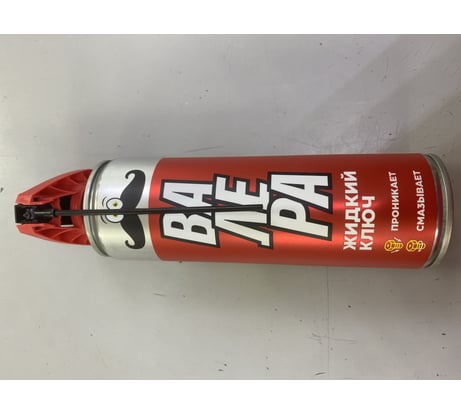 ВА
ЛЕ
РА
ЖИДКИЙ
КЛЮЧ
ПРОНИКАЕТ
СМАЗЫВАЕТ